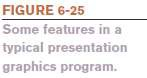 FIGURE 6-25
Some features in a
typical presentation
graphics program.